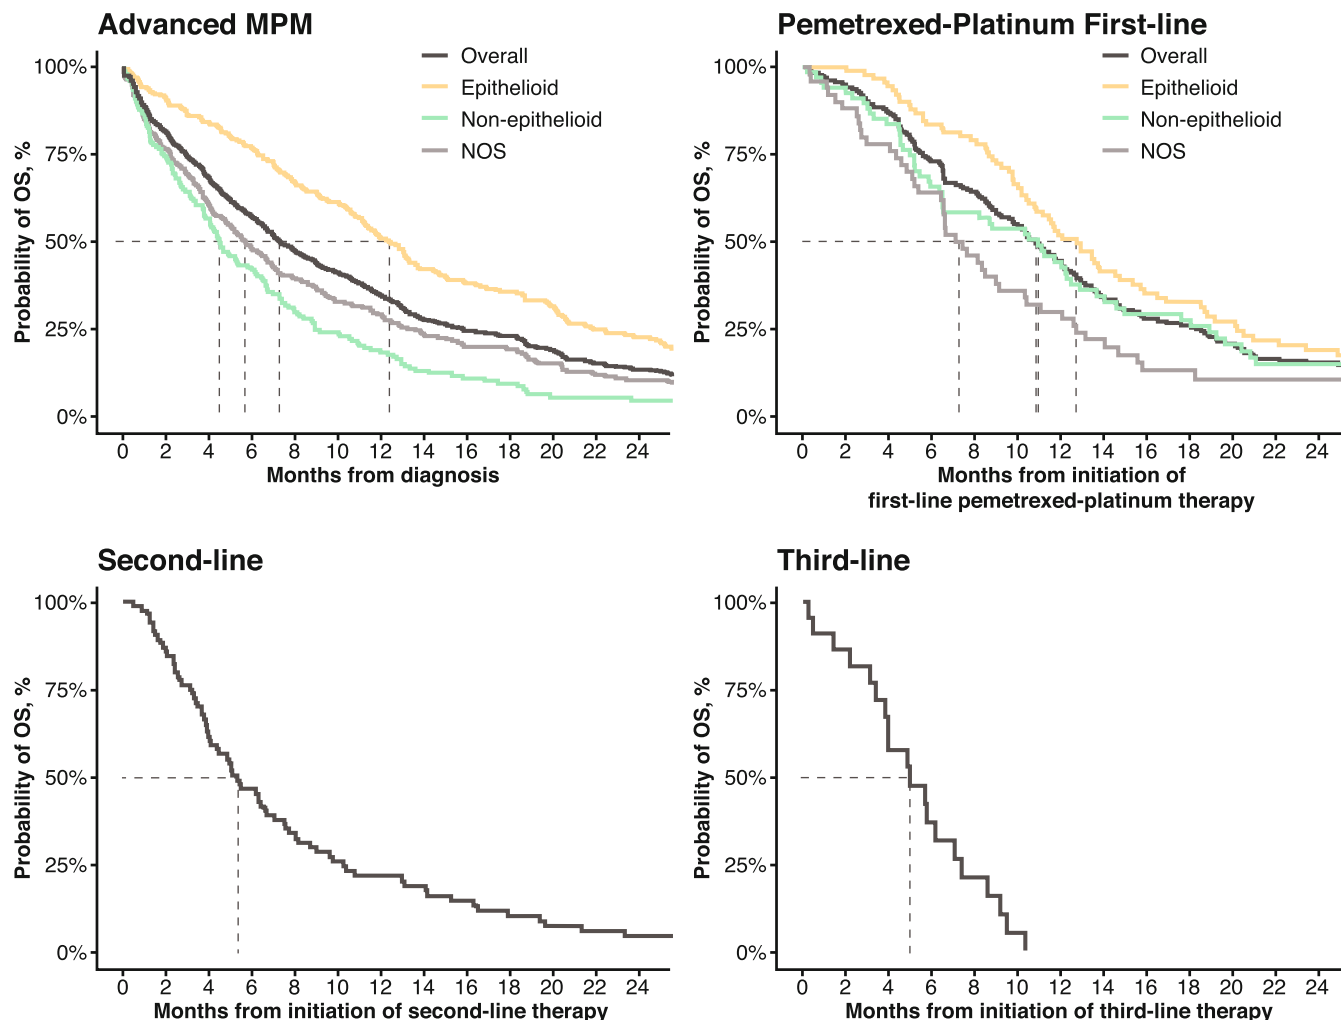 Advanced MPM
Overall
Epithelioid
Non-epithelioid
NOS
Probability of OS, %
100%
75%
50%
25%
0%
0 2 4 6 8 10 12 14 16 18 20 22 24
Months from diagnosis
Pemetrexed-Platinum First-line
Overall
Epithelioid
Non-epithelioid
NOS
Probability of OS, %
100%
75%
50%
25%
0%
0 2 4 6 8 10 12 14 16 18 20 22 24
Months from initiation of
first-line pemetrexed-platinum therapy
Second-line
Probability of OS, %
100%
75%
50%
25%
0%
0 2 4 6 8 10 12 14 16 18 20 22 24
Months from initiation of second-line therapy
Third-line
Probability of OS, %
100%
75%
50%
25%
0%
0 2 4 6 8 10 12 14 16 18 20 22 24
Months from initiation of third-line therapy